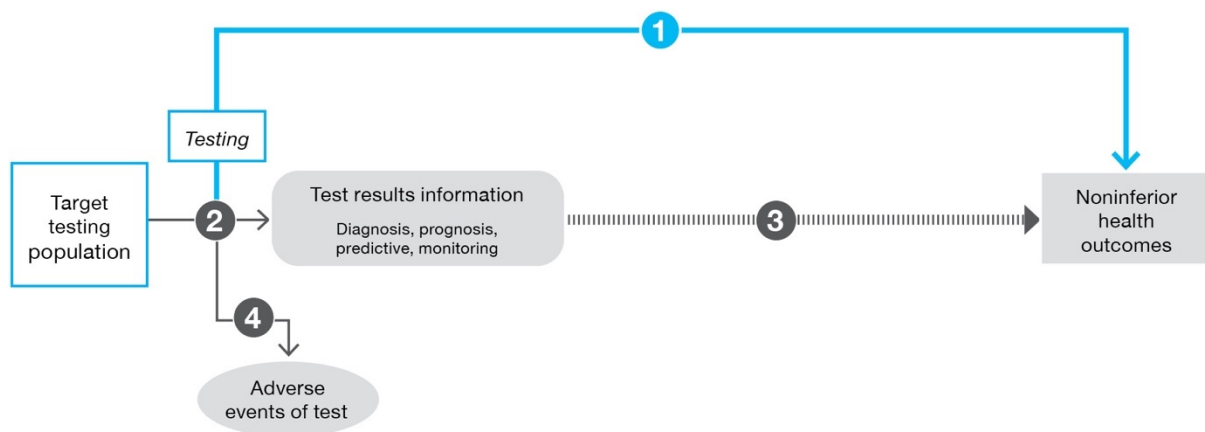 1
Testing
Target
testing
population
2
Test results information
Diagnosis, prognosis,
predictive, monitoring
3
Noninferior
health
outcomes
4
Adverse
events of test